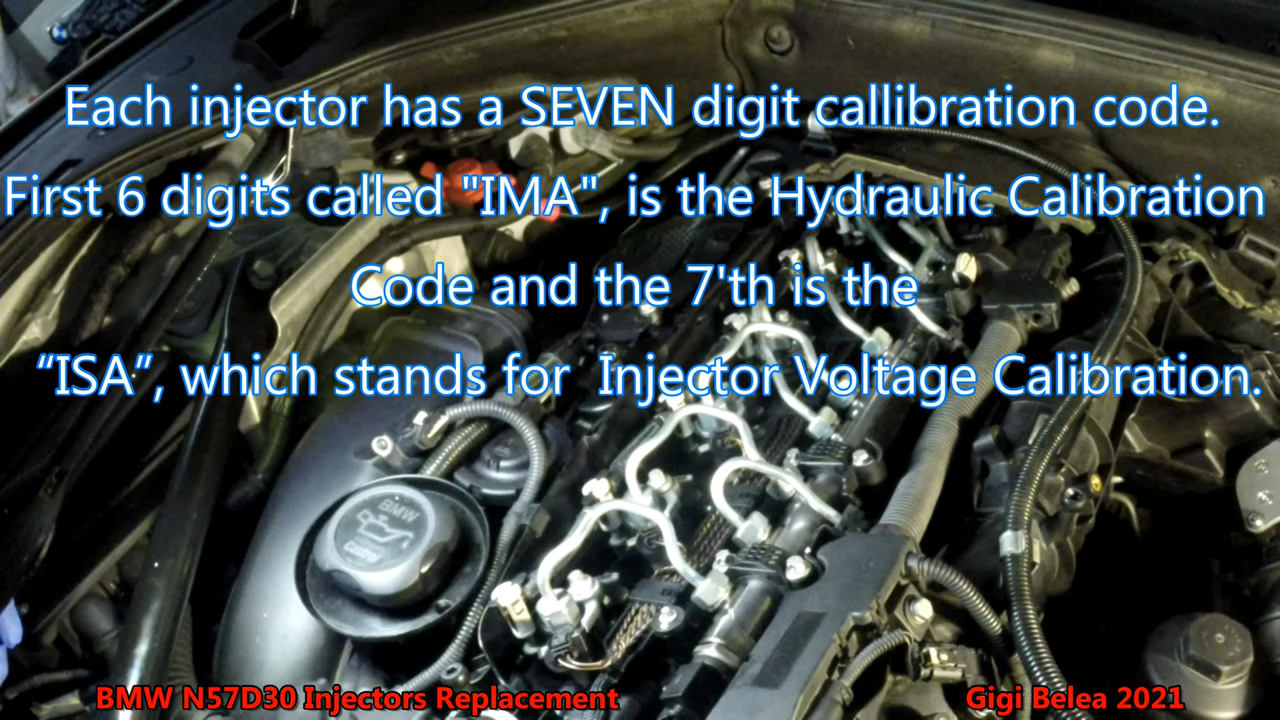 Each injector has a SEVEN digit callibration code.
First 6 digits called "IMA", is the Hydraulic Calibration
Code and the 7'th is the
“ISA”, which stands for  Injector Voltage Calibration.
BMW
Castrol
BMW N57D30 Injectors Replacement
Gigi Belea 2021